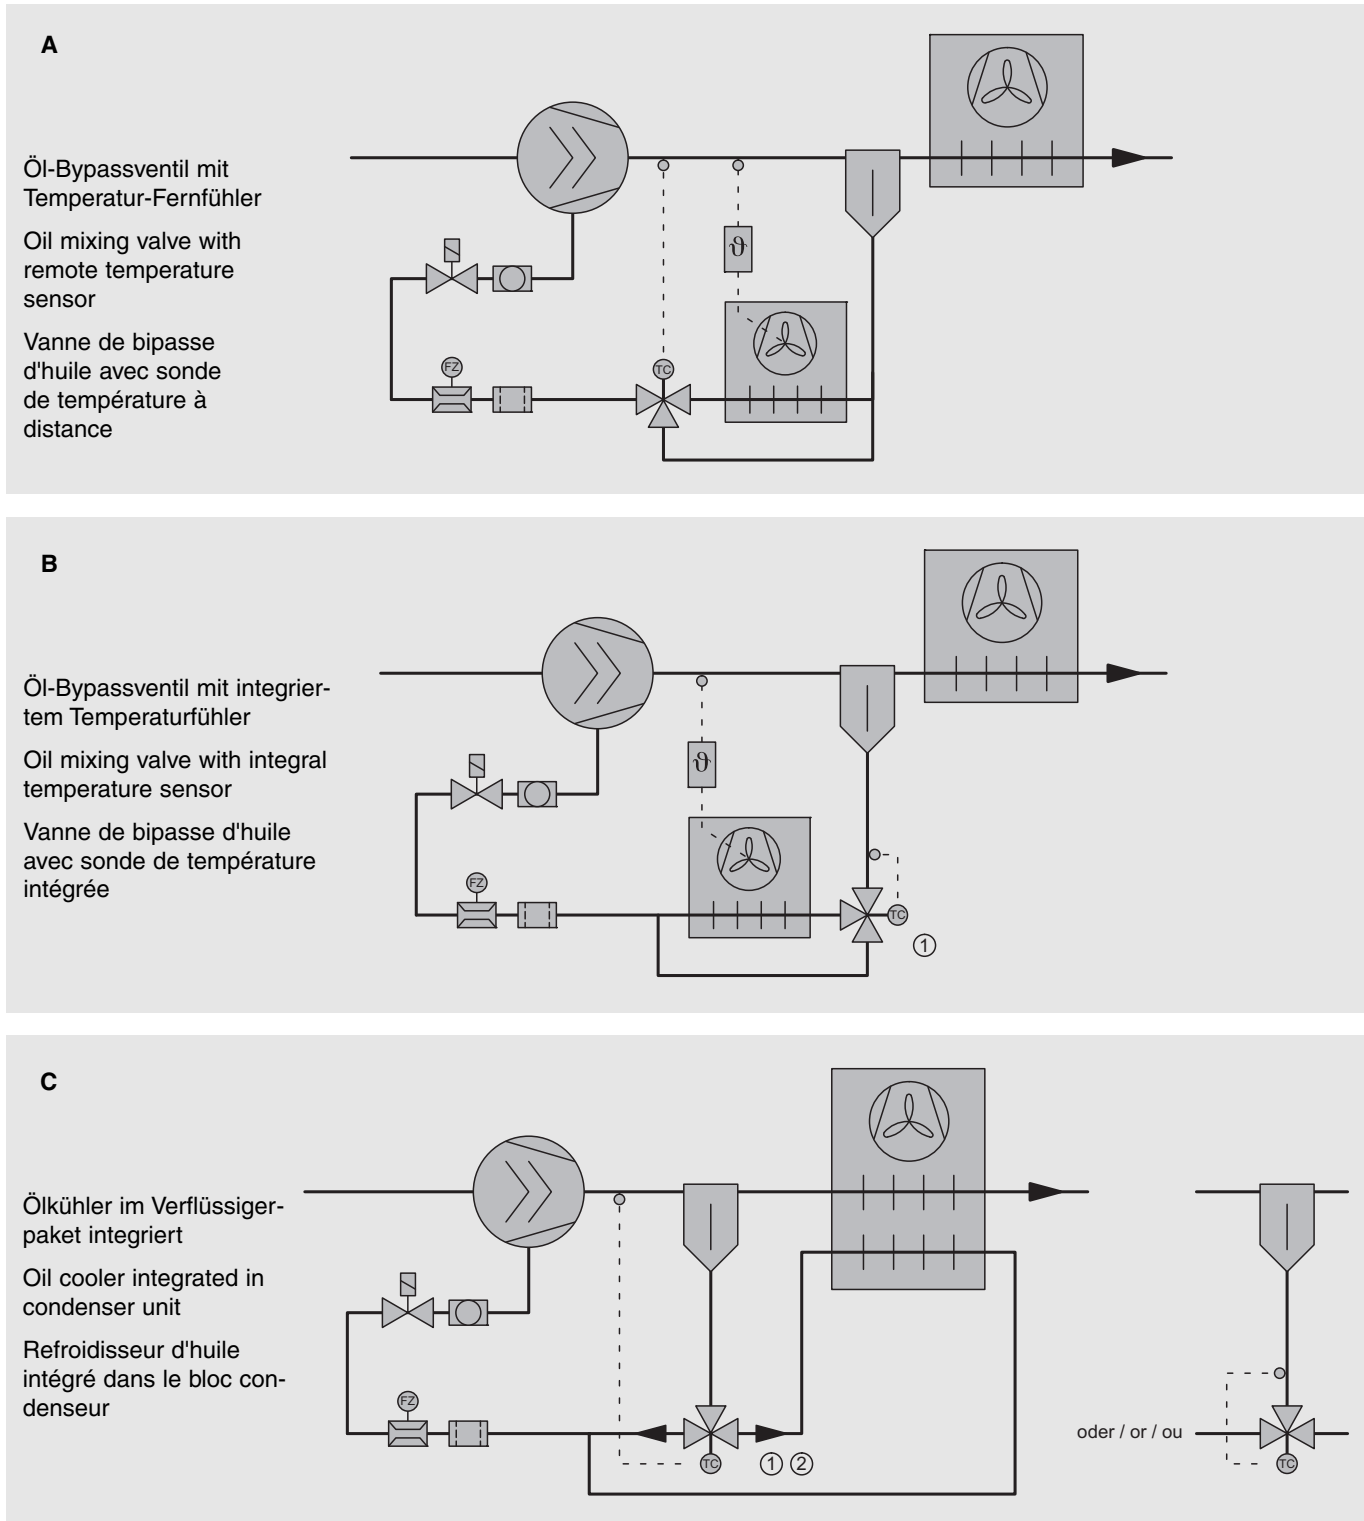 A
Öl-Bypassventil mit
Temperatur-Fernfühler
Oil mixing valve with
remote temperature
sensor
Vanne de bipasse
d'huile avec sonde
de température à
distance
ϑ
FZ
TC
B
Öl-Bypassventil mit integrier-
tem Temperaturfühler
Oil mixing valve with integral
temperature sensor
Vanne de bipasse d'huile
avec sonde de température
intégrée
ϑ
FZ
TC
①
C
Ölkühler im Verflüssiger-
paket integriert
Oil cooler integrated in
condenser unit
Refroidisseur d'huile
intégré dans le bloc con-
denseur
FZ
TC
① ②
oder / or / ou
TC